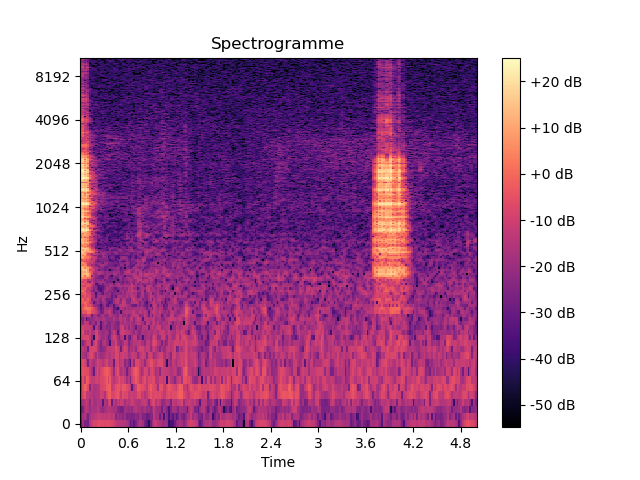 Spectrogramme
Hz
8192
4096
2048
1024
512
256
128
64
0
0 0.6 1.2 1.8 2.4 3 3.6 4.2 4.8
Time
+20 dB
+10 dB
+0 dB
-10 dB
-20 dB
-30 dB
-40 dB
-50 dB